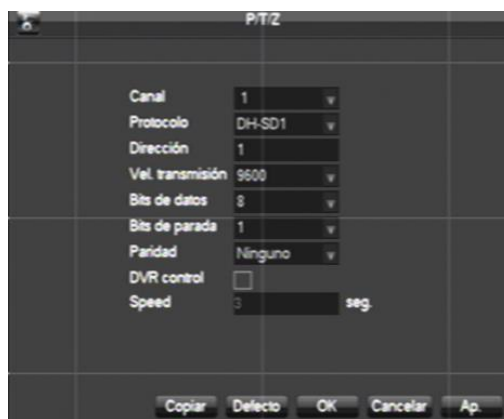 P/T/Z
Canal 1
Protocolo DH-SD1
Dirección 1
Vel. transmisión 9600
Bits de datos 8
Bits de parada 1
Paridad Ninguno
DVR control
Speed 3 seg.
Copiar Defecto OK Cancelar Ap.